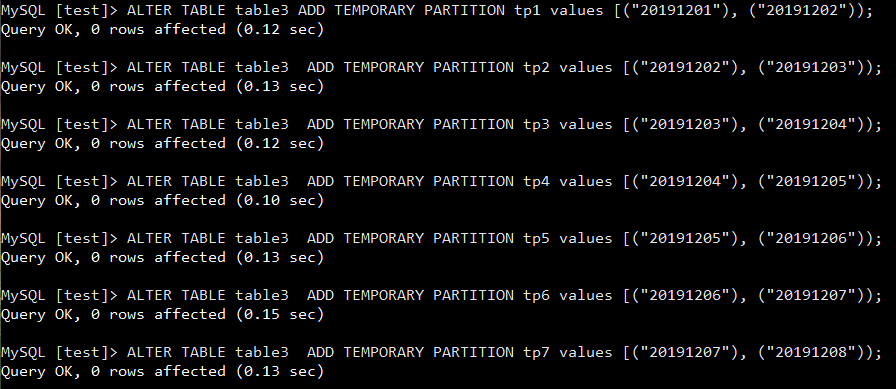 MySQL [test]> ALTER TABLE table3 ADD TEMPORARY PARTITION tp1 values [("20191201"), ("20191202"));
Query OK, 0 rows affected (0.12 sec)
MySQL [test]> ALTER TABLE table3  ADD TEMPORARY PARTITION tp2 values [("20191202"), ("20191203"));
Query OK, 0 rows affected (0.13 sec)
MySQL [test]> ALTER TABLE table3  ADD TEMPORARY PARTITION tp3 values [("20191203"), ("20191204"));
Query OK, 0 rows affected (0.12 sec)
MySQL [test]> ALTER TABLE table3  ADD TEMPORARY PARTITION tp4 values [("20191204"), ("20191205"));
Query OK, 0 rows affected (0.10 sec)
MySQL [test]> ALTER TABLE table3  ADD TEMPORARY PARTITION tp5 values [("20191205"), ("20191206"));
Query OK, 0 rows affected (0.13 sec)
MySQL [test]> ALTER TABLE table3  ADD TEMPORARY PARTITION tp6 values [("20191206"), ("20191207"));
Query OK, 0 rows affected (0.15 sec)
MySQL [test]> ALTER TABLE table3  ADD TEMPORARY PARTITION tp7 values [("20191207"), ("20191208"));
Query OK, 0 rows affected (0.13 sec)